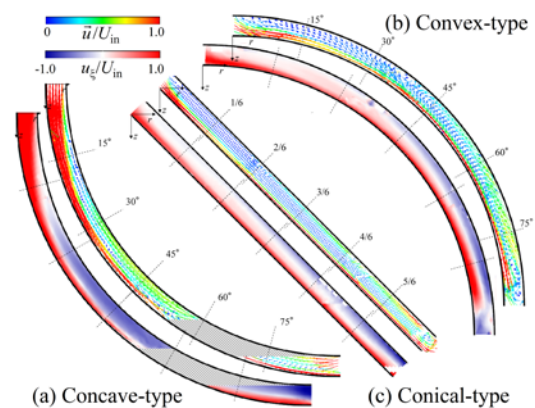 0 u⃗/U_in 1.0
-1.0 u_ξ/U_in 1.0
(b) Convex-type
r
z
r
z
15°
30°
45°
60°
75°
r
z
r
z
1/6
2/6
3/6
4/6
5/6
15°
30°
45°
60°
75°
(a) Concave-type
(c) Conical-type